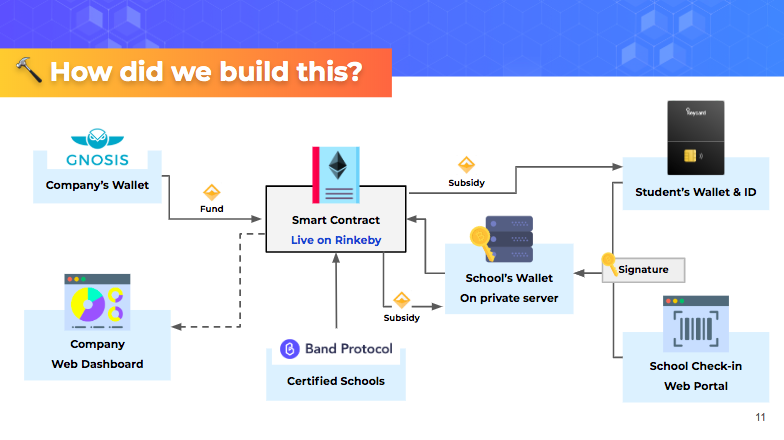 How did we build this?
GNOSIS
Company's Wallet
Fund
Smart Contract
Live on Rinkeby
Subsidy
Student's Wallet & ID
School's Wallet
On private server
Signature
Subsidy
Company
Web Dashboard
Band Protocol
Certified Schools
School Check-in
Web Portal
11